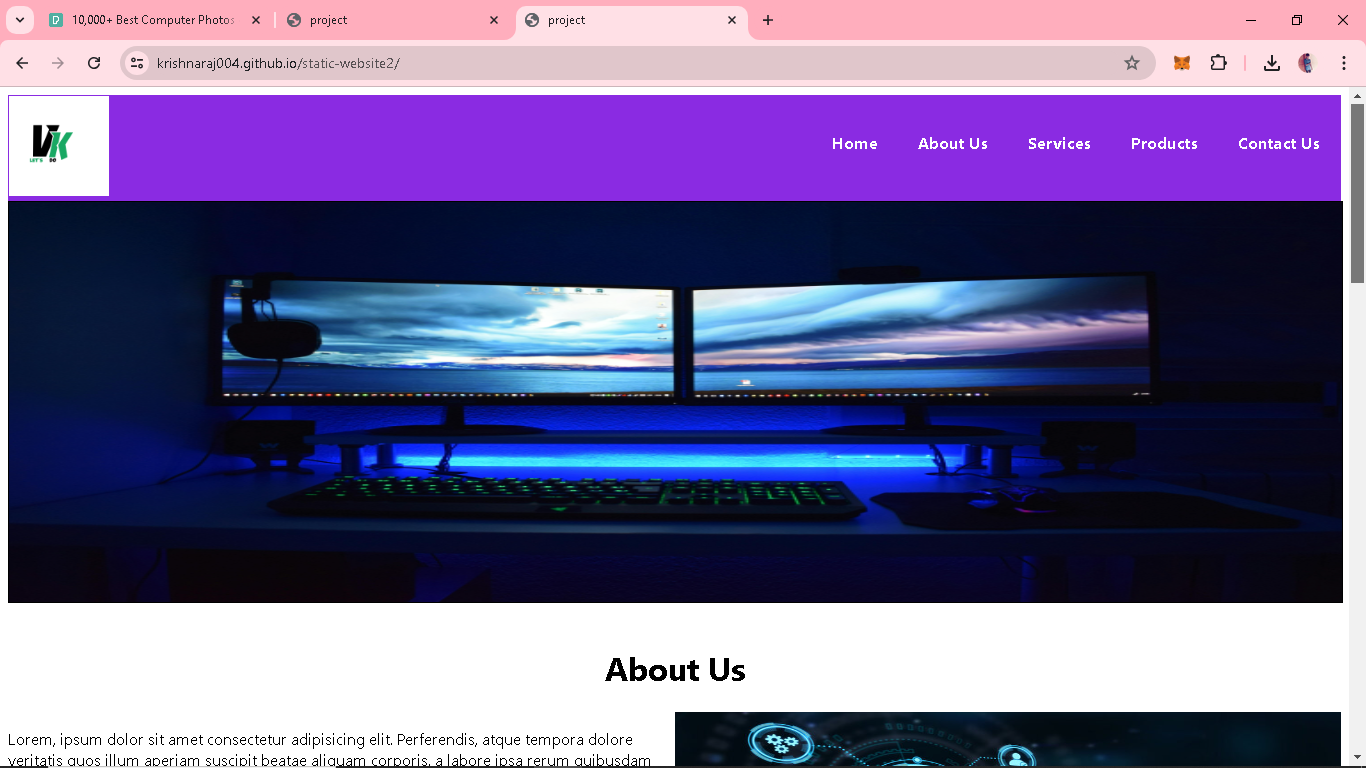 10,000+ Best Computer Photos
project
project
krishnaraj004.github.io/static-website2/
VK
LET'S DO
Home
About Us
Services
Products
Contact Us
About Us
Lorem, ipsum dolor sit amet consectetur adipisicing elit. Perferendis, atque tempora dolore
veritatis quos illum aperiam suscipit beatae aliquam corporis, a labore ipsa rerum quibusdam